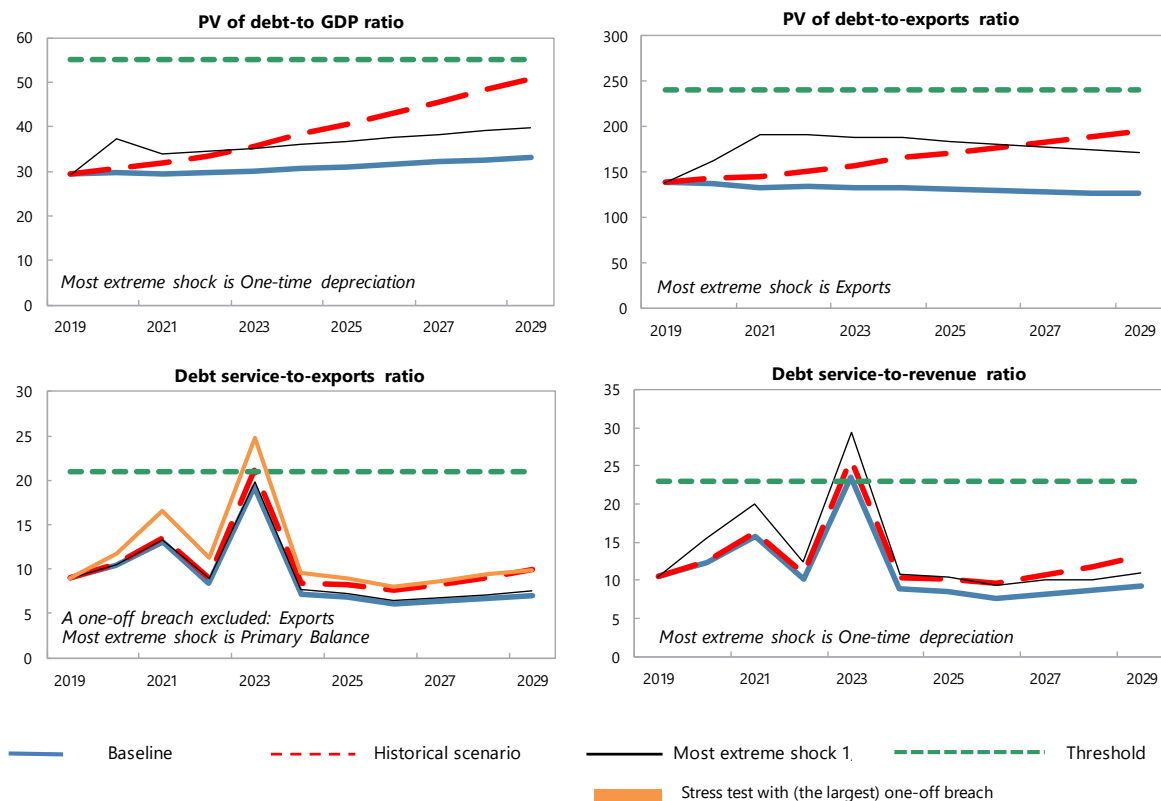 PV of debt-to GDP ratio
60
50
40
30
20
10
0
Most extreme shock is One-time depreciation
2019 2021 2023 2025 2027 2029
PV of debt-to-exports ratio
300
250
200
150
100
50
0
Most extreme shock is Exports
2019 2021 2023 2025 2027 2029
Debt service-to-exports ratio
30
25
20
15
10
5
0
A one-off breach excluded: Exports
Most extreme shock is Primary Balance
2019 2021 2023 2025 2027 2029
Debt service-to-revenue ratio
35
30
25
20
15
10
5
0
Most extreme shock is One-time depreciation
2019 2021 2023 2025 2027 2029
Baseline Historical scenario Most extreme shock 1/ Threshold
Stress test with (the largest) one-off breach